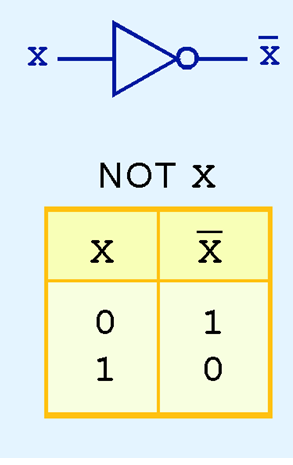 x x̅
NOT x
x x̅
0 1
1 0